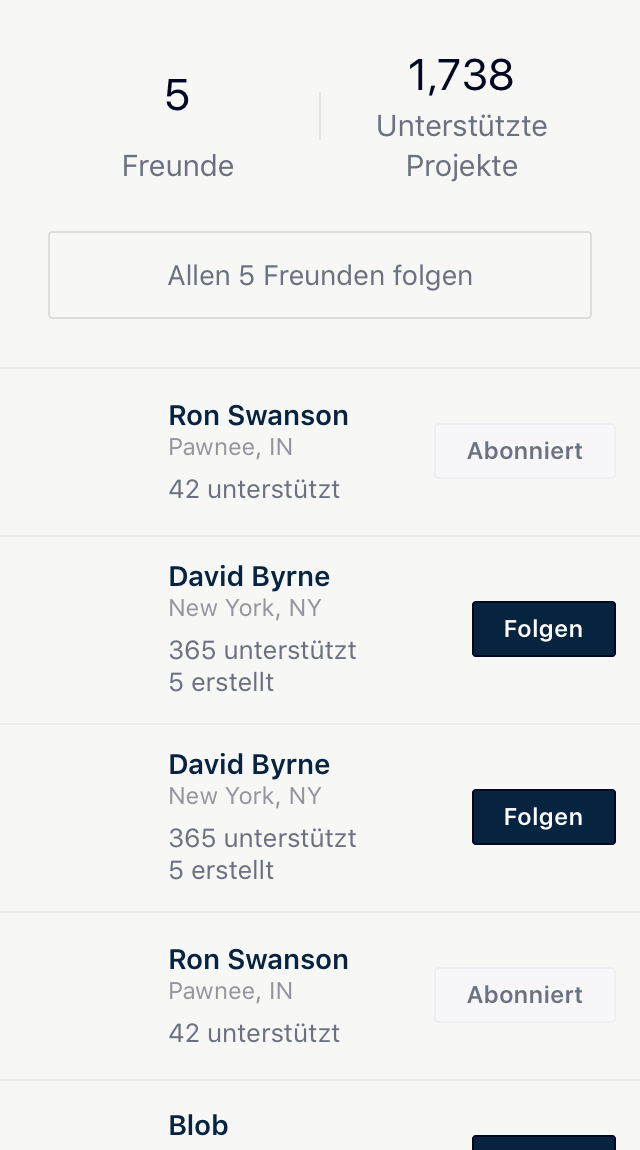 5
Freunde
1,738
Unterstützte
Projekte
Allen 5 Freunden folgen
Ron Swanson
Pawnee, IN
42 unterstützt
Abonniert
David Byrne
New York, NY
365 unterstützt
5 erstellt
Folgen
David Byrne
New York, NY
365 unterstützt
5 erstellt
Folgen
Ron Swanson
Pawnee, IN
42 unterstützt
Abonniert
Blob